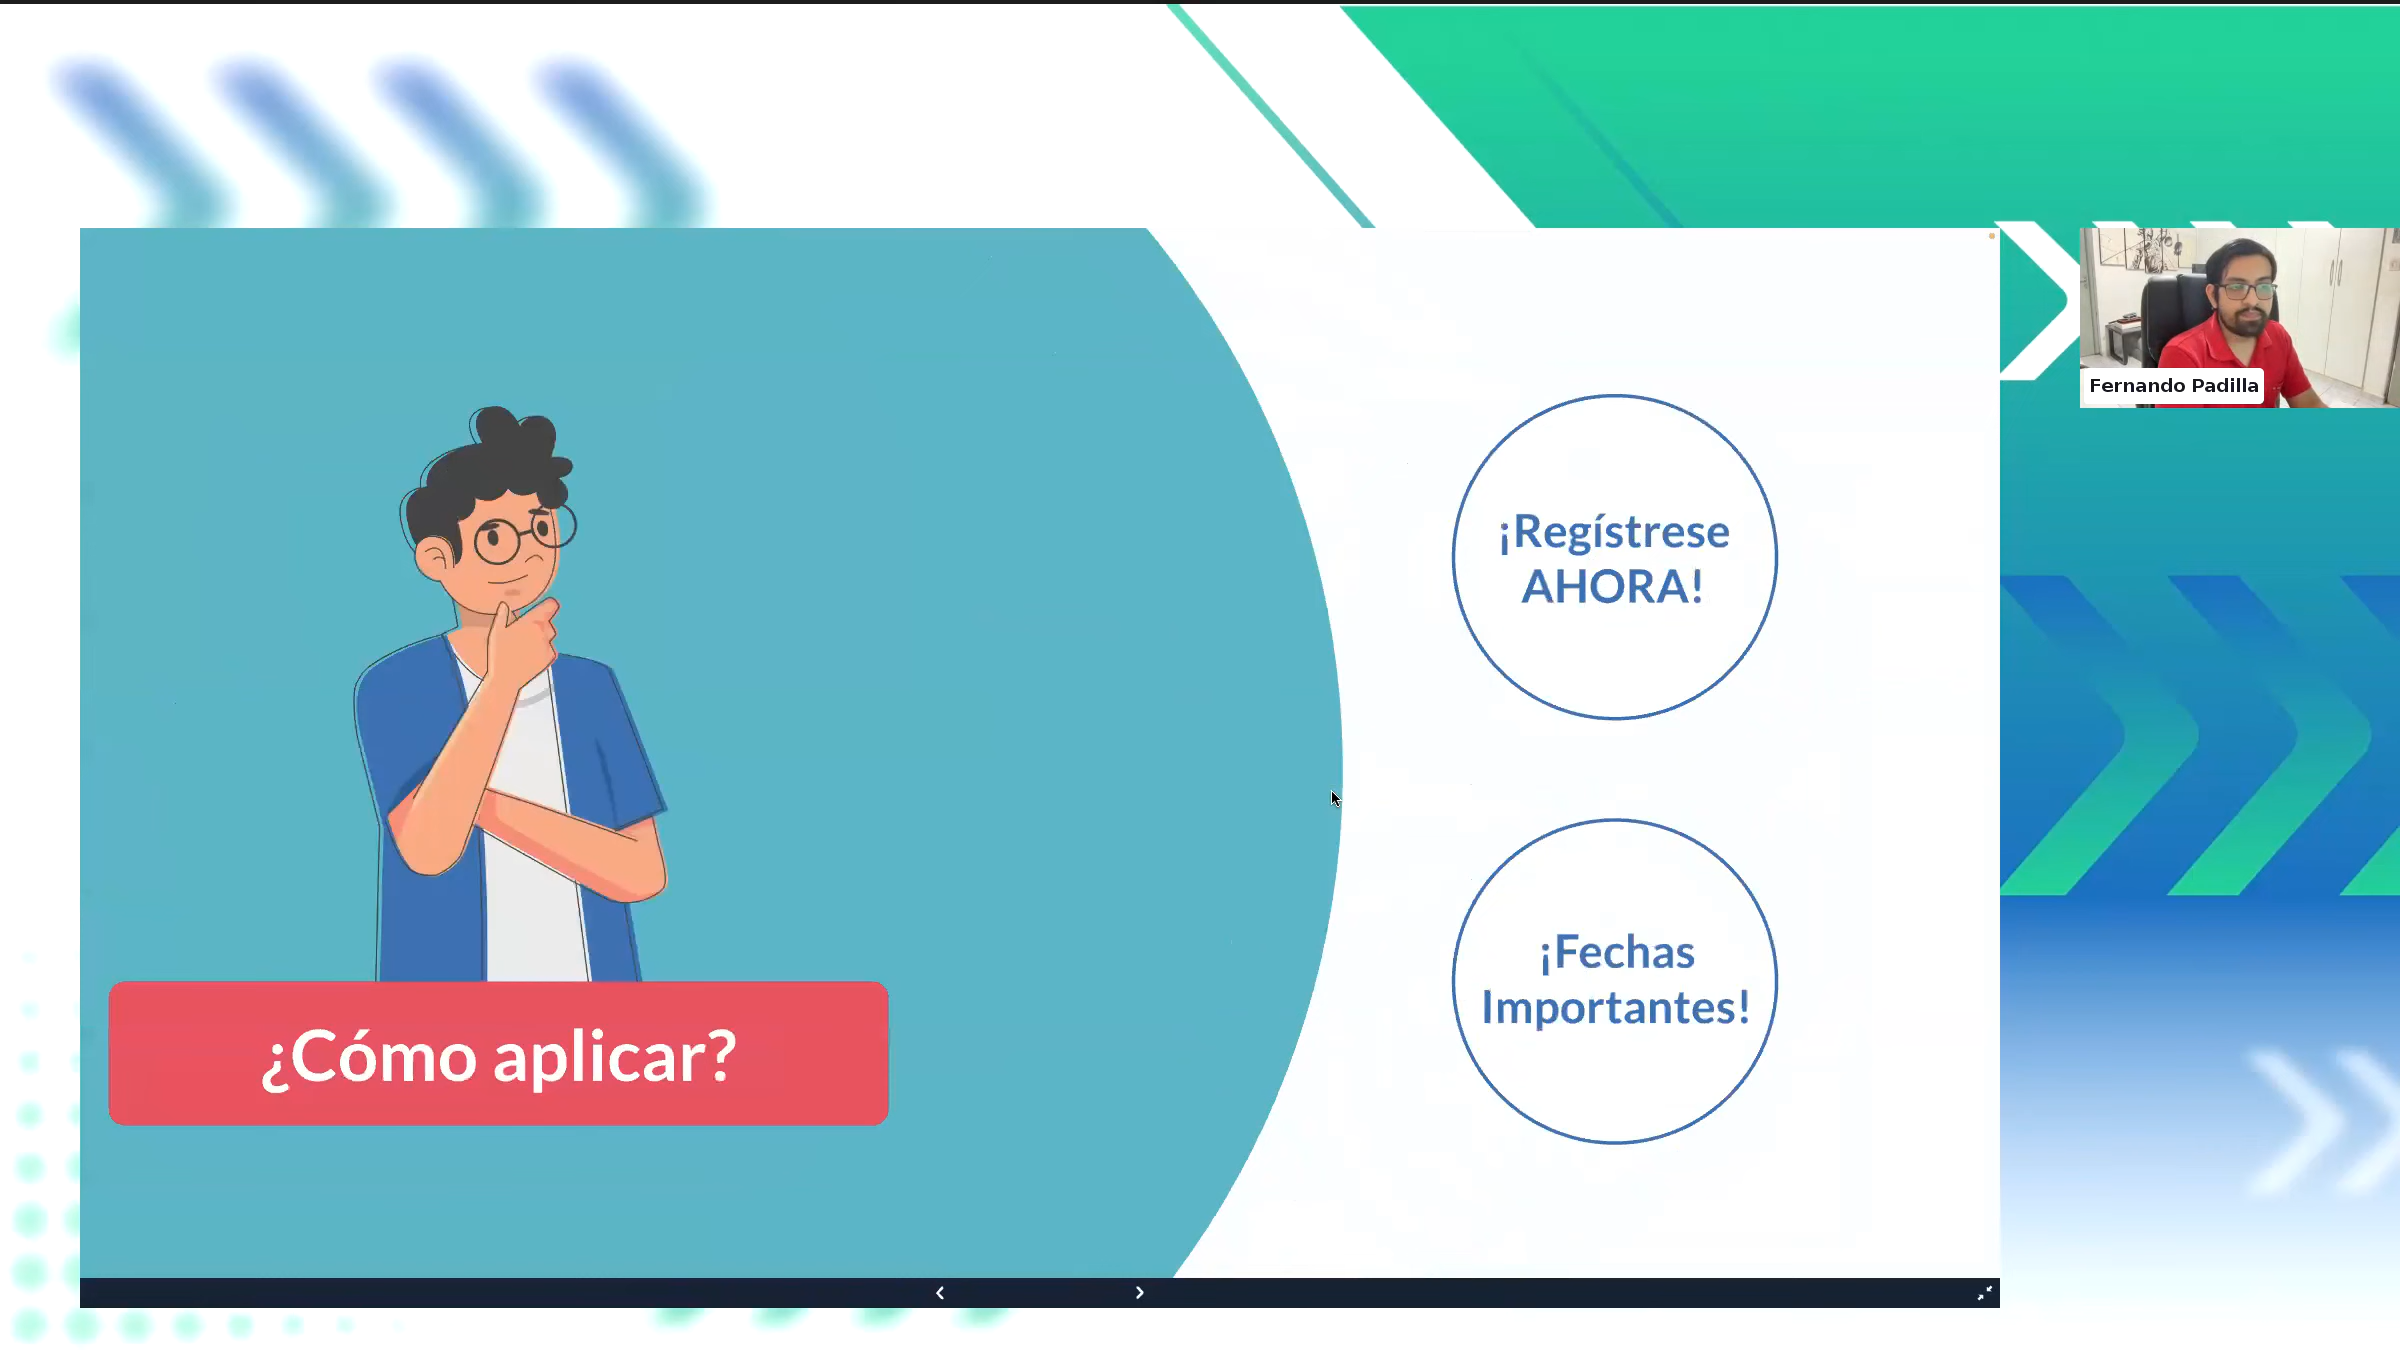 ¡Regístrese
AHORA!
¡Fechas
Importantes!
¿Cómo aplicar?
Fernando Padilla